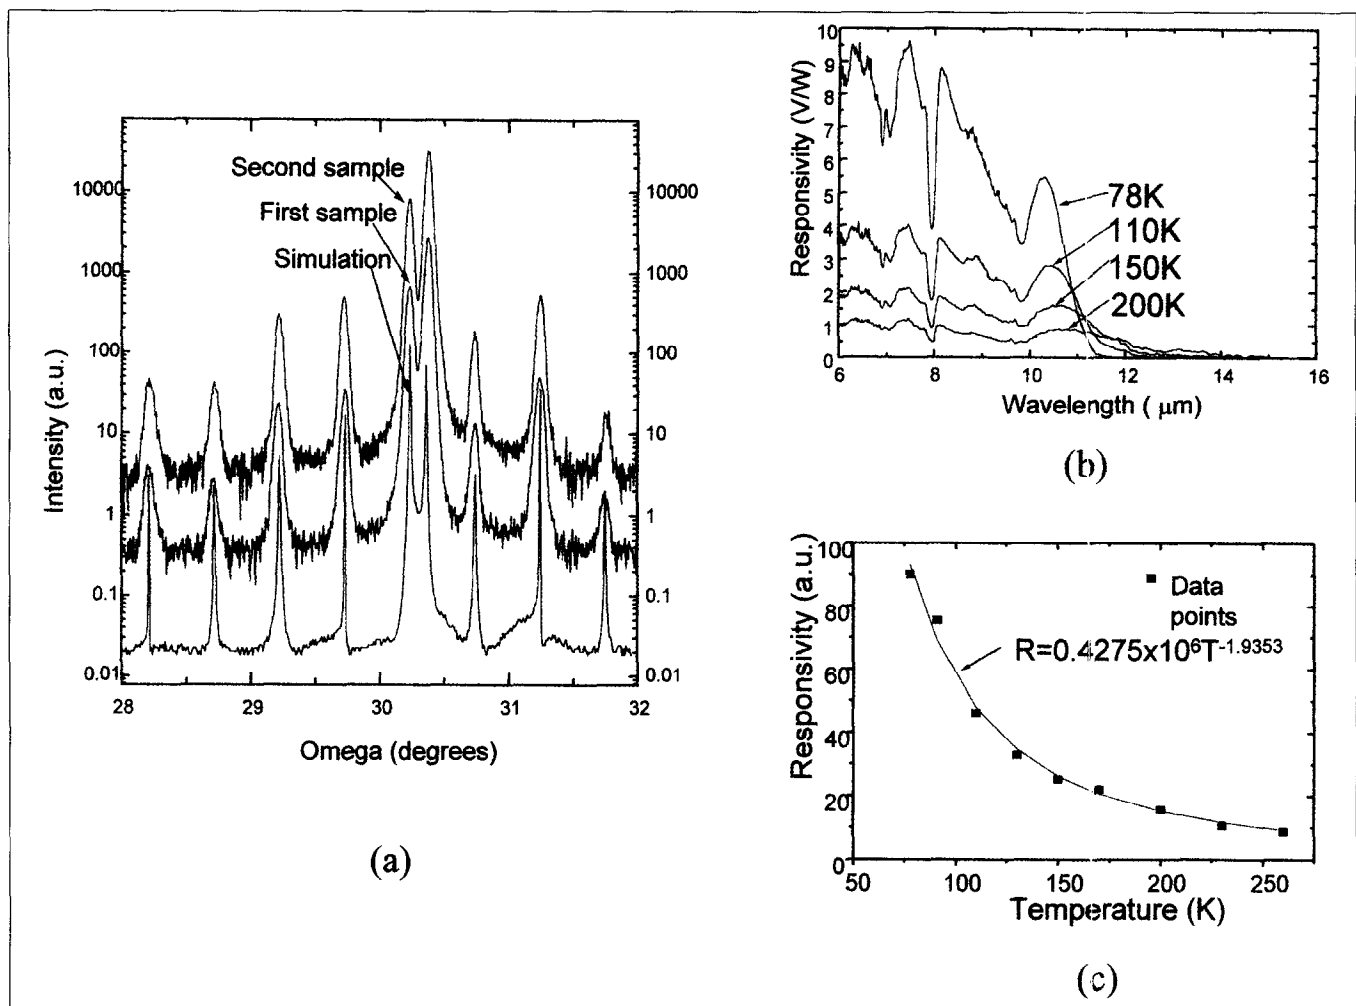 Second sample
First sample
Simulation
10000
1000
100
10
1
0.1
0.01
10000
1000
100
10
1
0.1
0.01
28
29
30
31
32
Intensity (a.u.)
Omega (degrees)
(a)
10
9
8
7
6
5
4
3
2
1
0
Responsivity (V/W)
78K
110K
150K
200K
6
8
10
12
14
16
Wavelength ( μm)
(b)
100
80
60
40
20
0
Responsivity (a.u.)
Data
points
R=0.4275x10⁶T⁻¹·⁹³⁵³
50
100
150
200
250
Temperature (K)
(c)